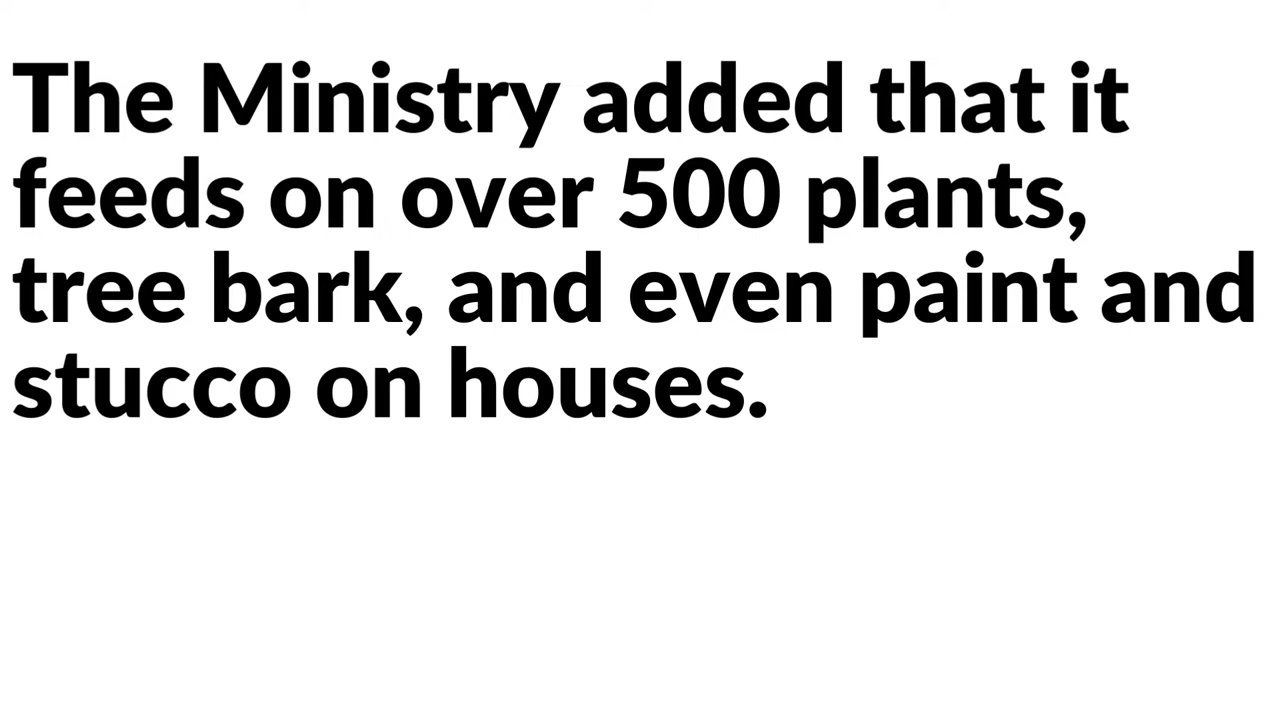 The Ministry added that it
feeds on over 500 plants,
tree bark, and even paint and
stucco on houses.